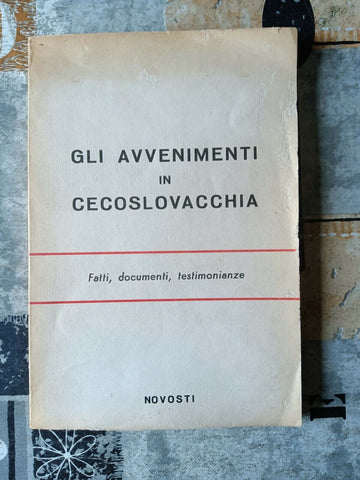 GLI AVVENIMENTI
IN
CECOSLOVACCHIA
Fatti, documenti, testimonianze
NOVOSTI